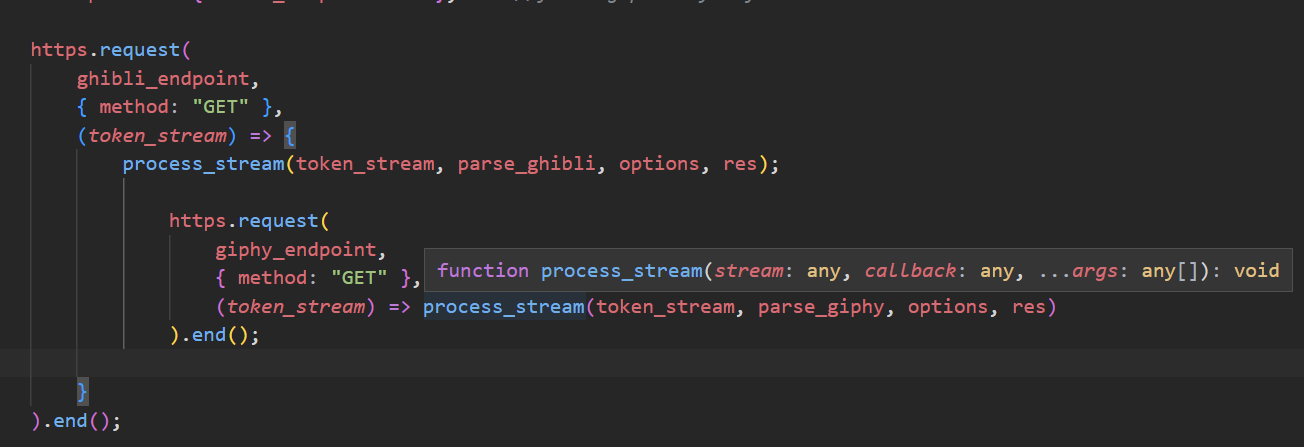 https.request(
ghibli_endpoint,
{ method: "GET" },
(token_stream) => {
process_stream(token_stream, parse_ghibli, options, res);
https.request(
giphy_endpoint,
{ method: "GET" },
function process_stream(stream: any, callback: any, ...args: any[]): void
(token_stream) => process_stream(token_stream, parse_giphy, options, res)
).end();
}
).end();